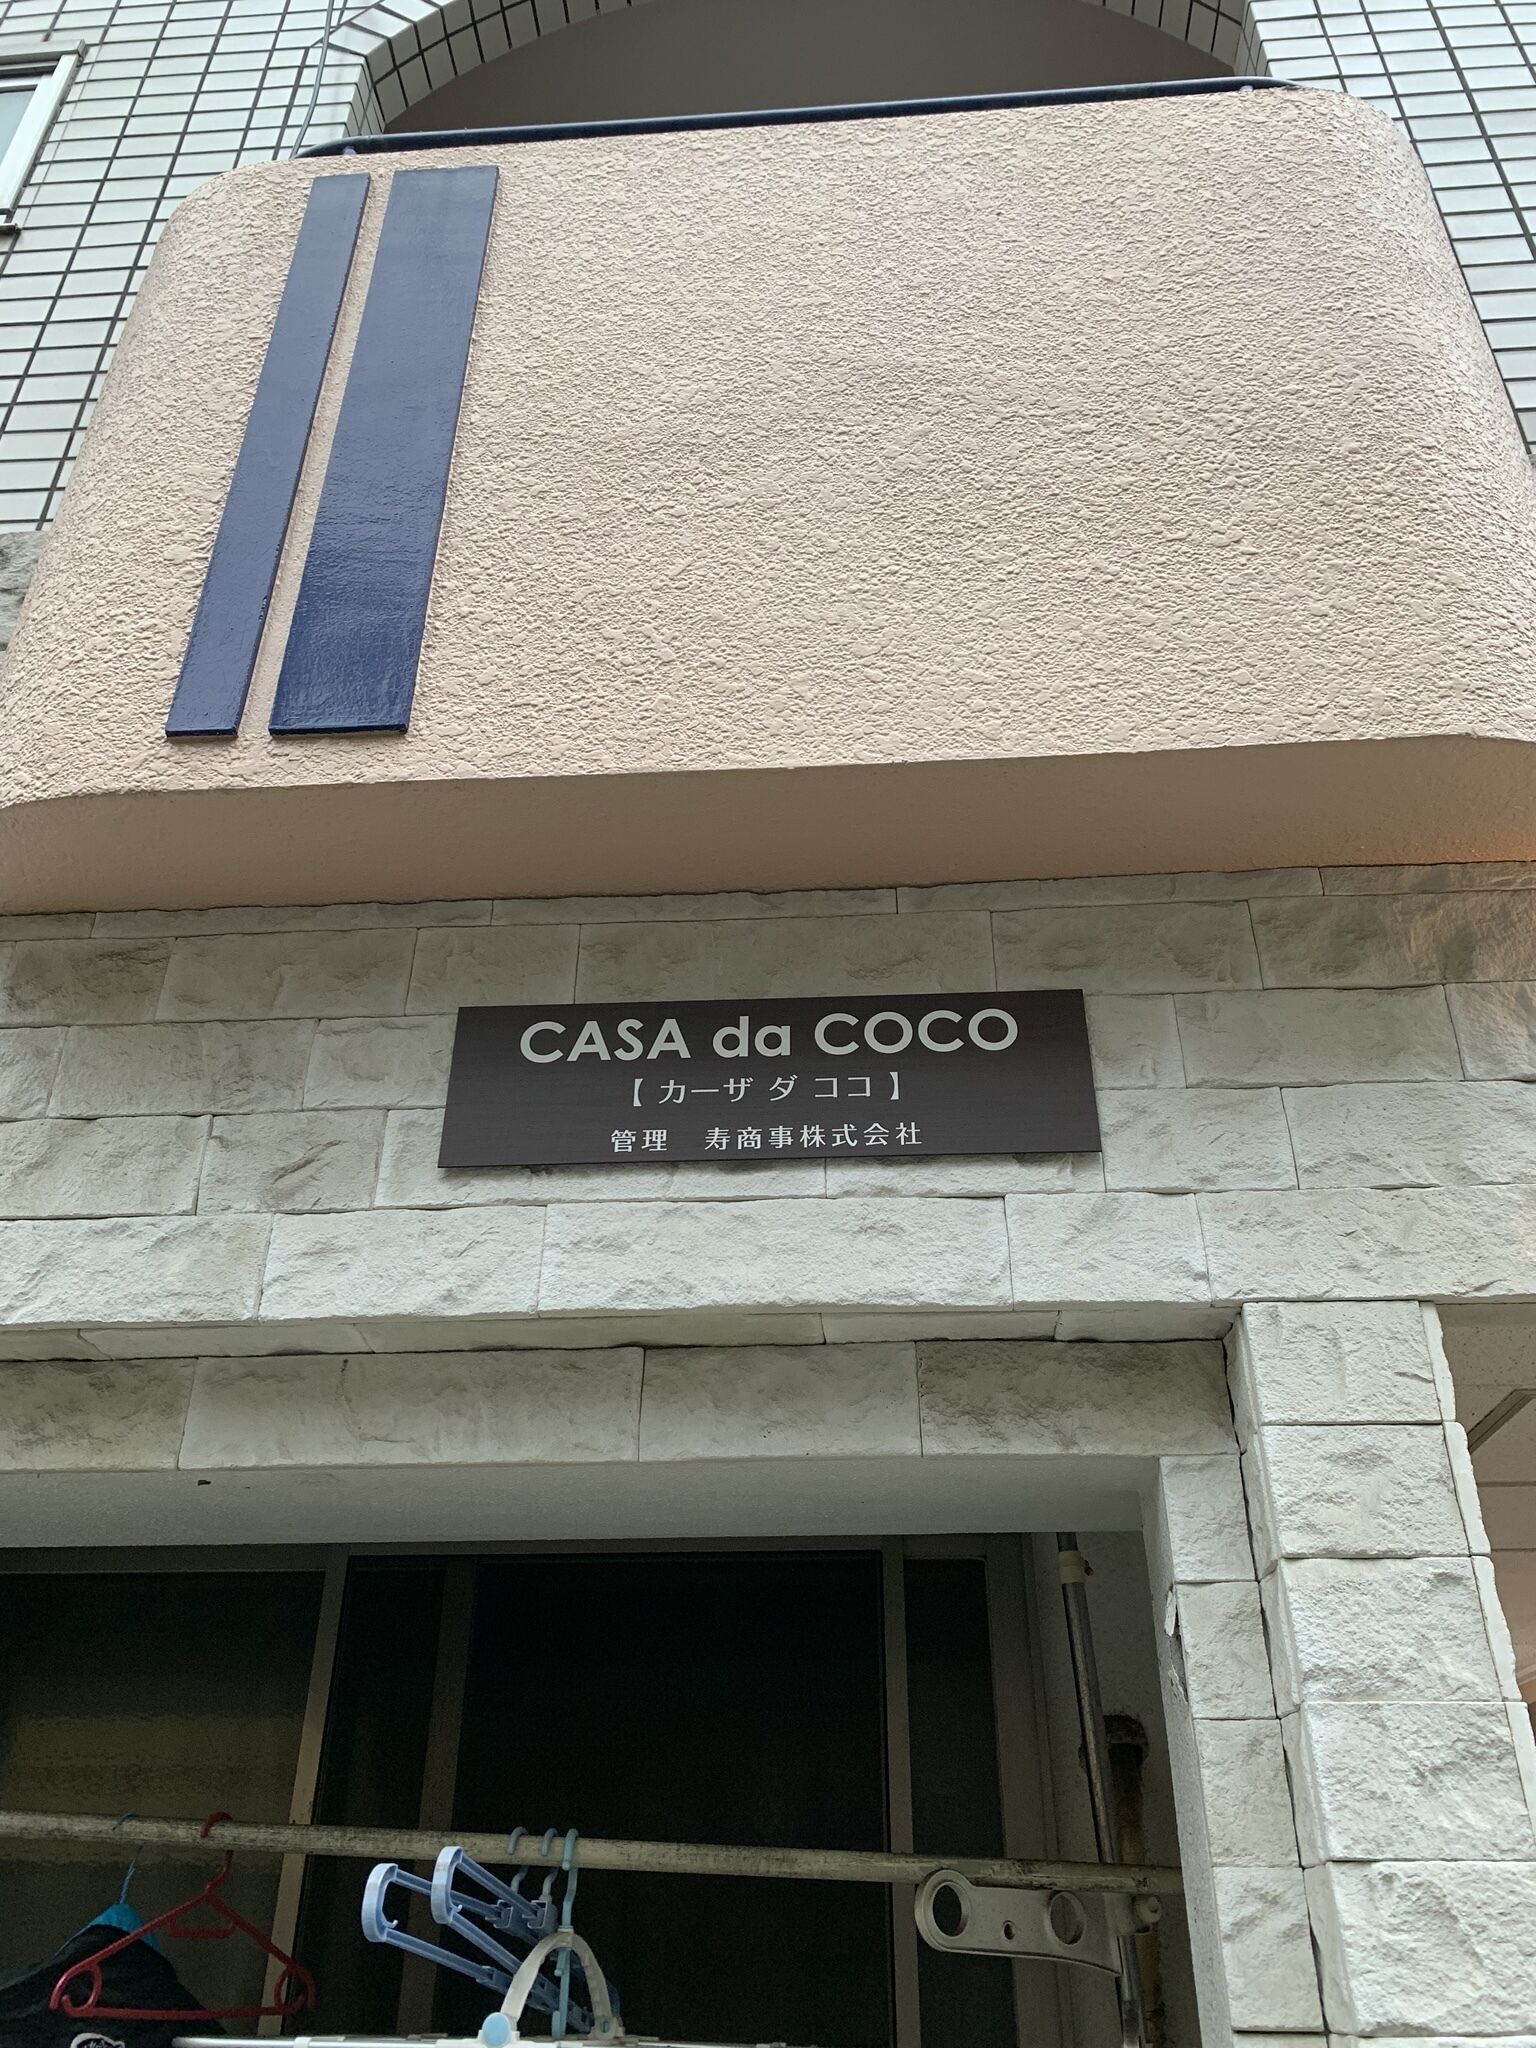 CASA da COCO
【 カーザ ダ ココ 】
管理　寿商事株式会社